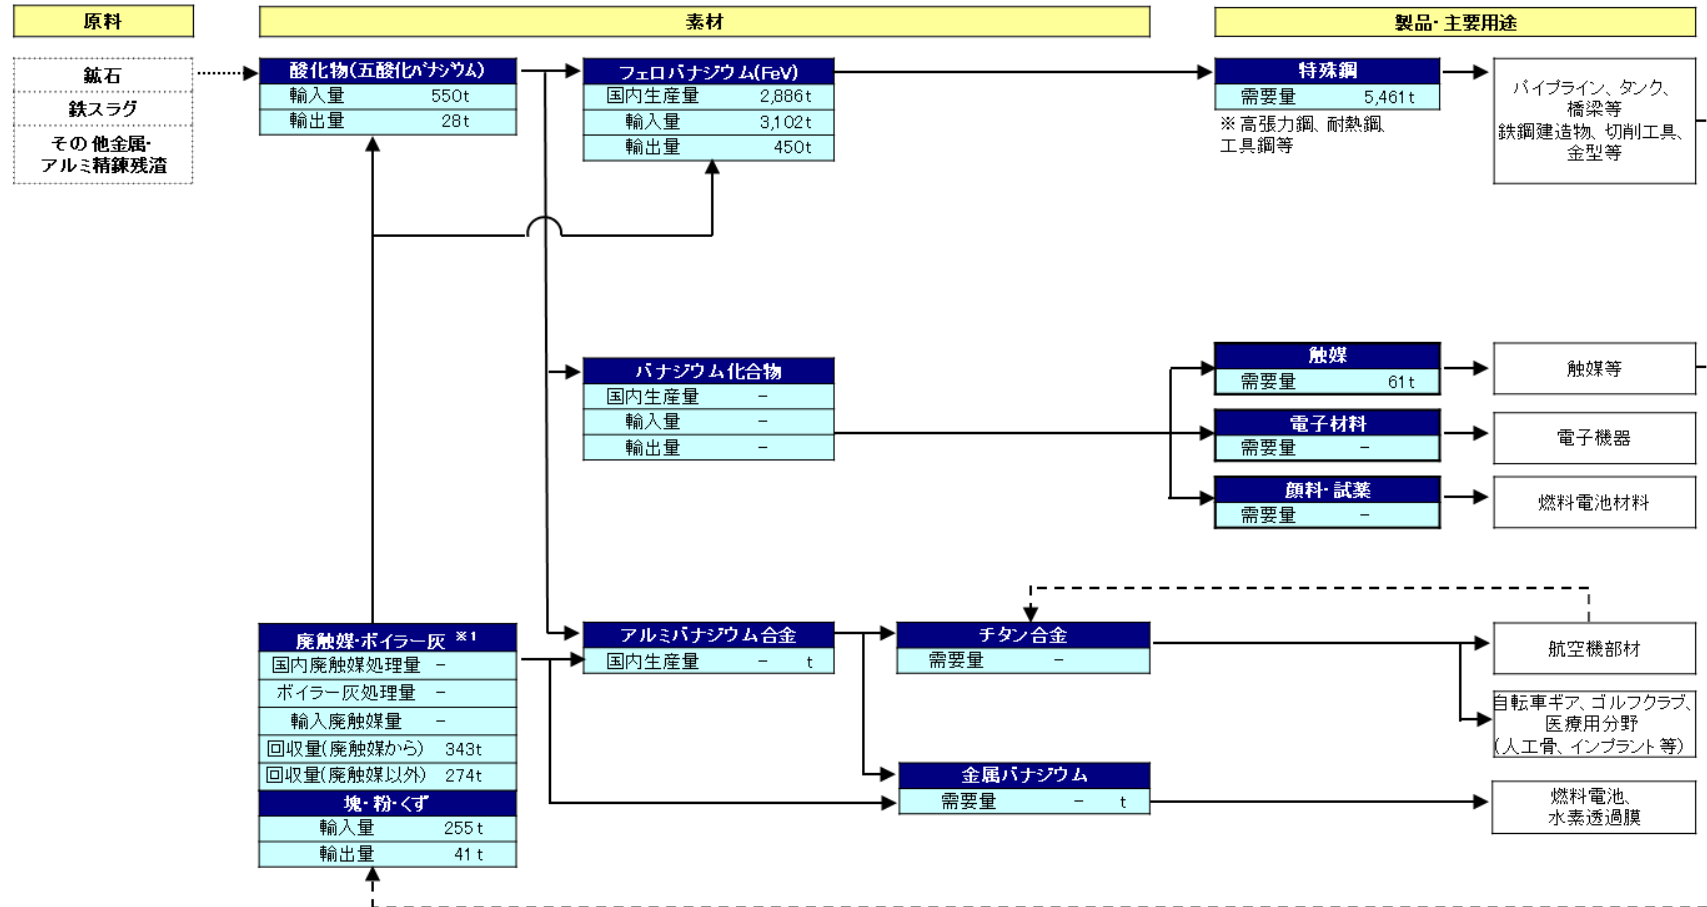 原料
素材
製品・主要用途
鉱石
鉄スラグ
その他金属・
アルミ精錬残渣
酸化物(五酸化バナジウム)
輸入量 550t
輸出量 28t
フェロバナジウム(FeV)
国内生産量 2,886t
輸入量 3,102t
輸出量 450t
特殊鋼
需要量 5,461t
※高張力鋼、耐熱鋼、
工具鋼等
パイプライン、タンク、
橋梁等
鉄鋼建造物、切削工具、
金型等
バナジウム化合物
国内生産量 −
輸入量 −
輸出量 −
触媒
需要量 61t
触媒等
電子材料
需要量 −
電子機器
顔料・試薬
需要量 −
燃料電池材料
廃触媒・ボイラー灰 ※1
国内廃触媒処理量 −
ボイラー灰処理量 −
輸入廃触媒量 −
回収量(廃触媒から) 343t
回収量(廃触媒以外) 274t
塊・粉・くず
輸入量 255t
輸出量 41t
アルミバナジウム合金
国内生産量 − t
チタン合金
需要量 −
航空機部材
自転車ギア、ゴルフクラブ、
医療用分野
(人工骨、インプラント等)
金属バナジウム
需要量 − t
燃料電池、
水素透過膜